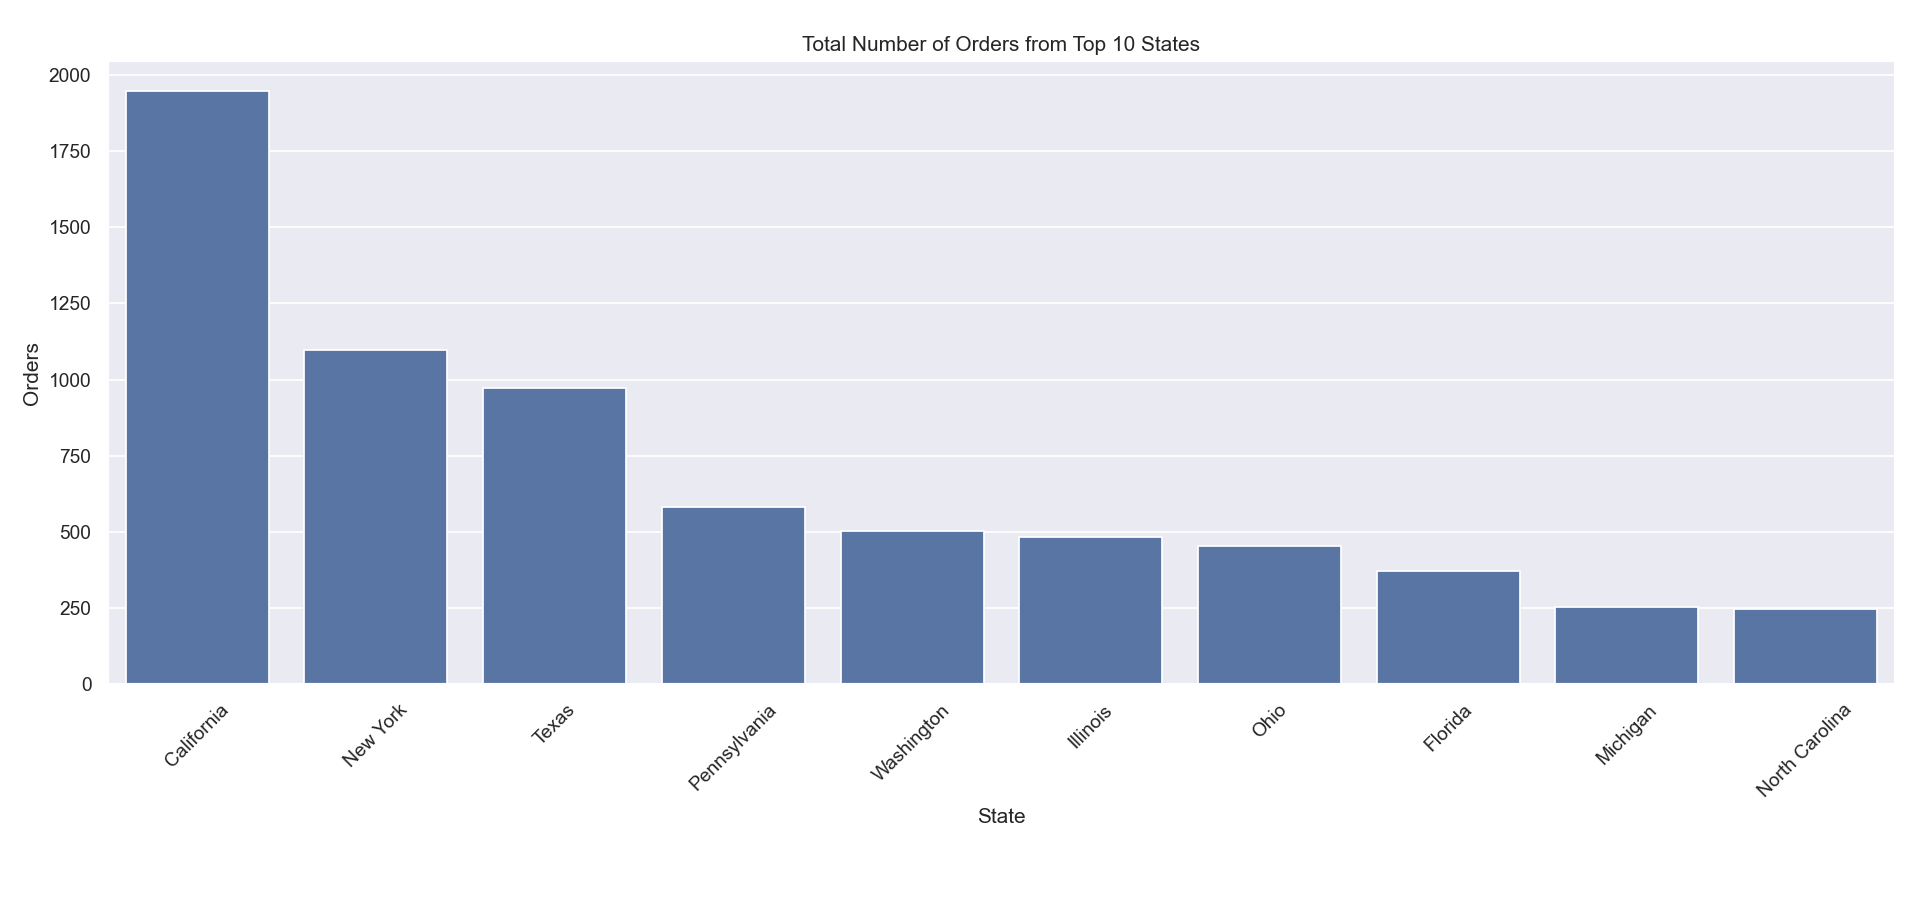 Total Number of Orders from Top 10 States
Orders
2000
1750
1500
1250
1000
750
500
250
0
California
New York
Texas
Pennsylvania
Washington
Illinois
Ohio
Florida
Michigan
North Carolina
State